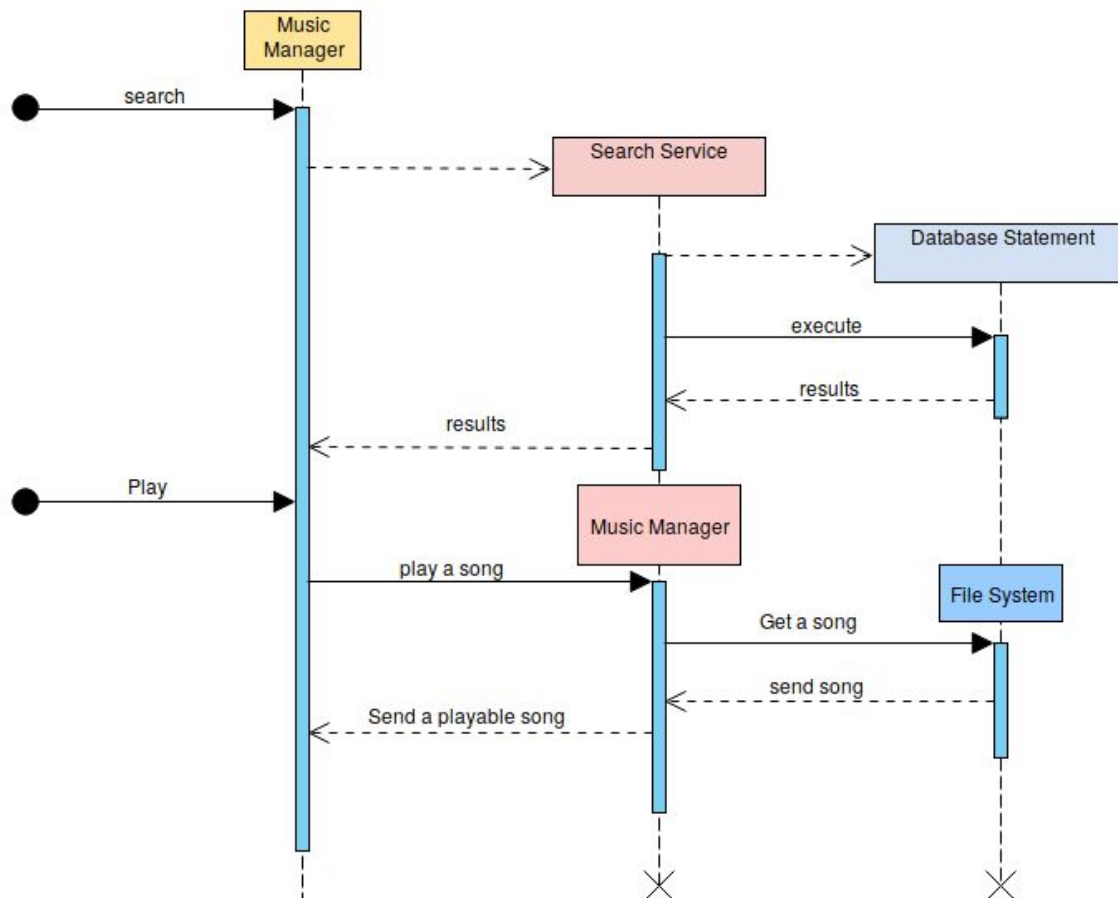 Music
Manager
search
Search Service
Database Statement
execute
results
results
Play
Music Manager
play a song
File System
Get a song
send song
Send a playable song